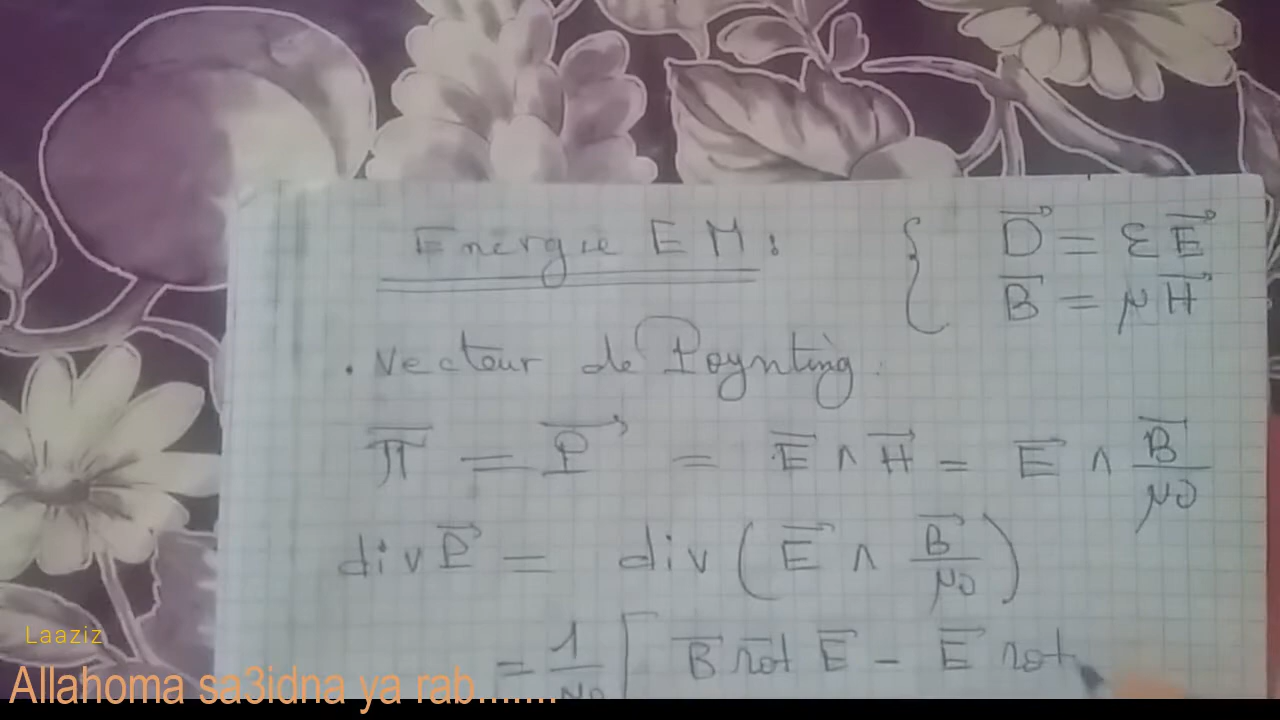 Energie EM:
{ D⃗ = εE⃗
B⃗ = μH⃗
. Vecteur de Poynting.
π⃗ = P⃗ = E⃗ ∧ H⃗ = E⃗ ∧ B⃗/μ0
div P⃗ = div (E⃗ ∧ B⃗/μ0)
= 1/μ0 [ B⃗ rot E⃗ - E⃗ rot
Laaziz
Allahoma sa3idna ya rab.......